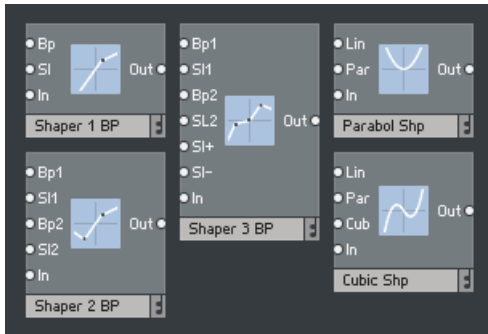 Bp
Sl
In
Out
Shaper 1 BP
Bp1
Sl1
Bp2
Sl2
In
Out
Shaper 2 BP
Bp1
Sl1
Bp2
SL2
Sl+
Sl-
In
Out
Shaper 3 BP
Lin
Par
In
Out
Parabol Shp
Lin
Par
Cub
In
Out
Cubic Shp